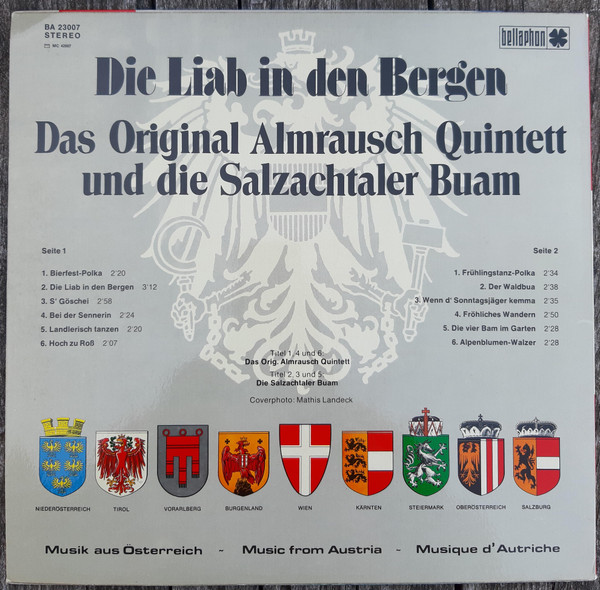 BA 23007
STEREO
bellaphon
Die Liab in den Bergen
Das Original Almrausch Quintett
und die Salzachtaler Buam
Seite 1
1. Bierfest-Polka 2'20
2. Die Liab in den Bergen 3'12
3. S' Göschei 2'58
4. Bei der Sennerin 2'24
5. Landlerisch tanzen 2'20
6. Hoch zu Roß 2'07
Seite 2
1. Frühlingstanz-Polka 2'34
2. Der Waldbua 2'38
3. Wenn d' Sonntagsjäger kemma 2'35
4. Fröhliches Wandern 2'50
5. Die vier Bam im Garten 2'28
6. Alpenblumen-Walzer 2'28
Titel 1, 4 und 6:
Das Orig. Almrausch Quintett
Titel 2, 3 und 5:
Die Salzachtaler Buam
Coverphoto: Mathis Landeck
NIEDERÖSTERREICH TIROL VORARLBERG BURGENLAND WIEN KÄRNTEN STEIERMARK OBERÖSTERREICH SALZBURG
Musik aus Österreich - Music from Austria - Musique d'Autriche